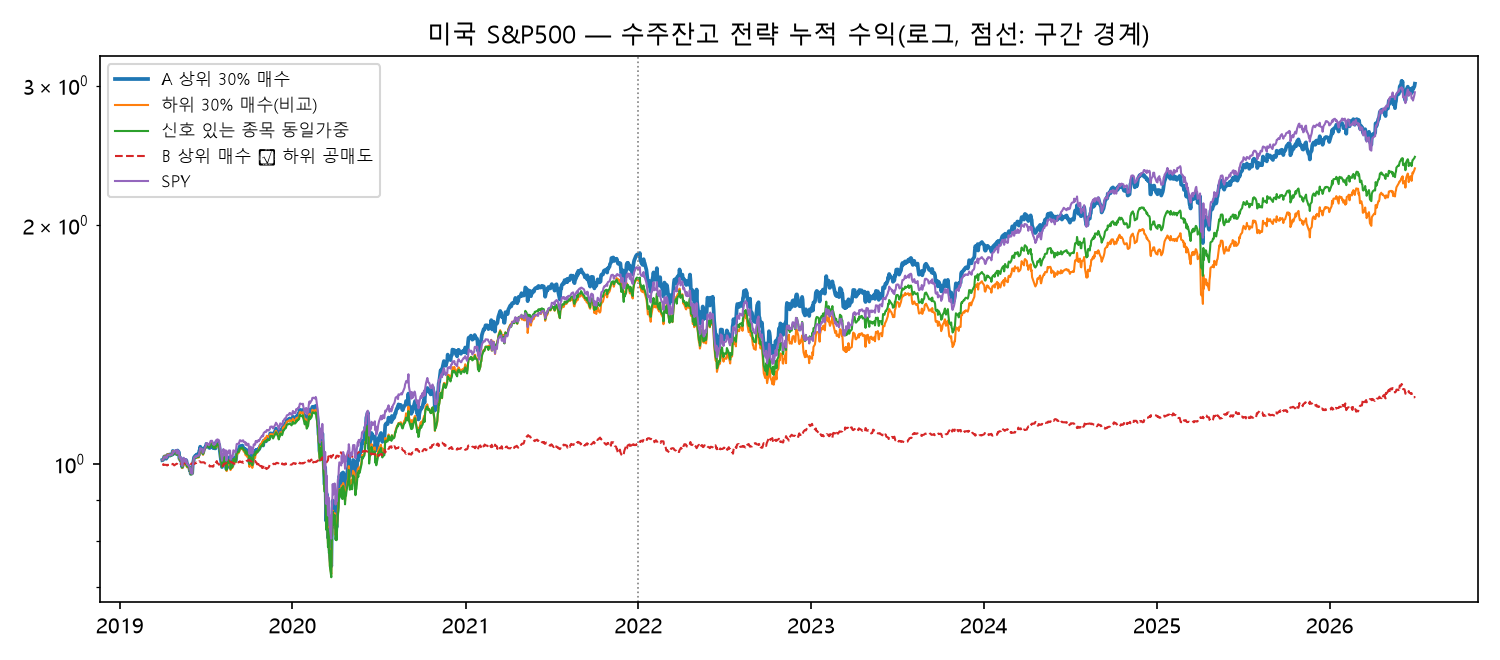 미국 S&P500 — 수주잔고 전략 누적 수익(로그, 점선: 구간 경계)
A 상위 30% 매수
하위 30% 매수(비교)
신호 있는 종목 동일가중
B 상위 매수 하위 공매도
SPY
3 × 10⁰
2 × 10⁰
10⁰
2019 2020 2021 2022 2023 2024 2025 2026